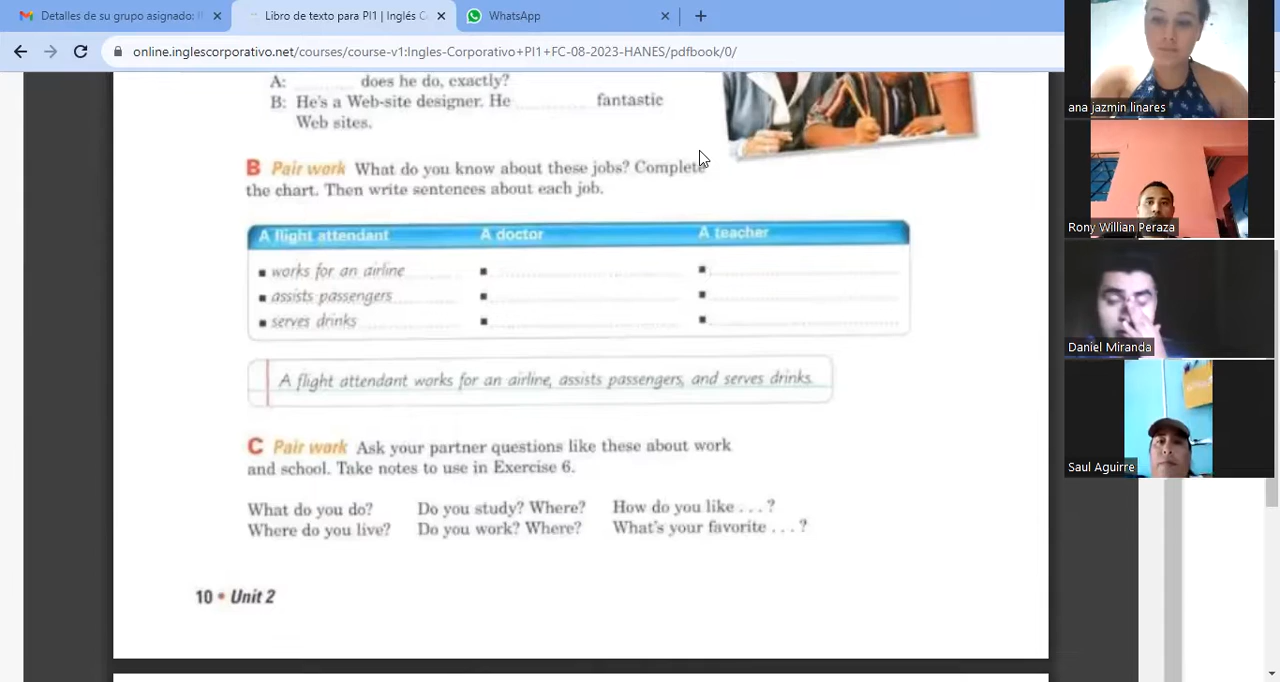 Detalles de su grupo asignado: I
Libro de texto para PI1 | Inglés C
WhatsApp
online.inglescorporativo.net/courses/course-v1:Ingles-Corporativo+PI1+FC-08-2023-HANES/pdfbook/0/
A: does he do, exactly?
B: He's a Web-site designer. He fantastic
Web sites.
B Pair work What do you know about these jobs? Complete
the chart. Then write sentences about each job.
A flight attendant A doctor A teacher
works for an airline
assists passengers
serves drinks
A flight attendant works for an airline, assists passengers, and serves drinks.
C Pair work Ask your partner questions like these about work
and school. Take notes to use in Exercise 6.
What do you do? Do you study? Where? How do you like . . . ?
Where do you live? Do you work? Where? What's your favorite . . . ?
10 • Unit 2
ana jazmin linares
Rony Willian Peraza
Daniel Miranda
Saul Aguirre